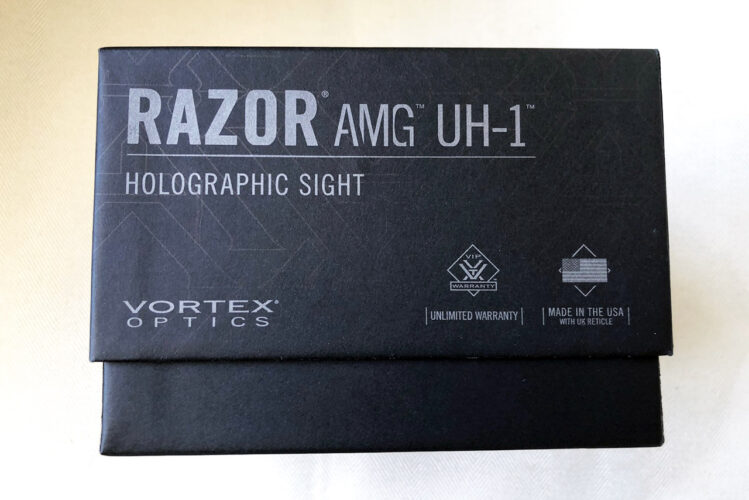 RAZOR® AMG™ UH-1™
HOLOGRAPHIC SIGHT
VIP
WARRANTY
VORTEX®
OPTICS
UNLIMITED WARRANTY
MADE IN THE USA
WITH UK RETICLE